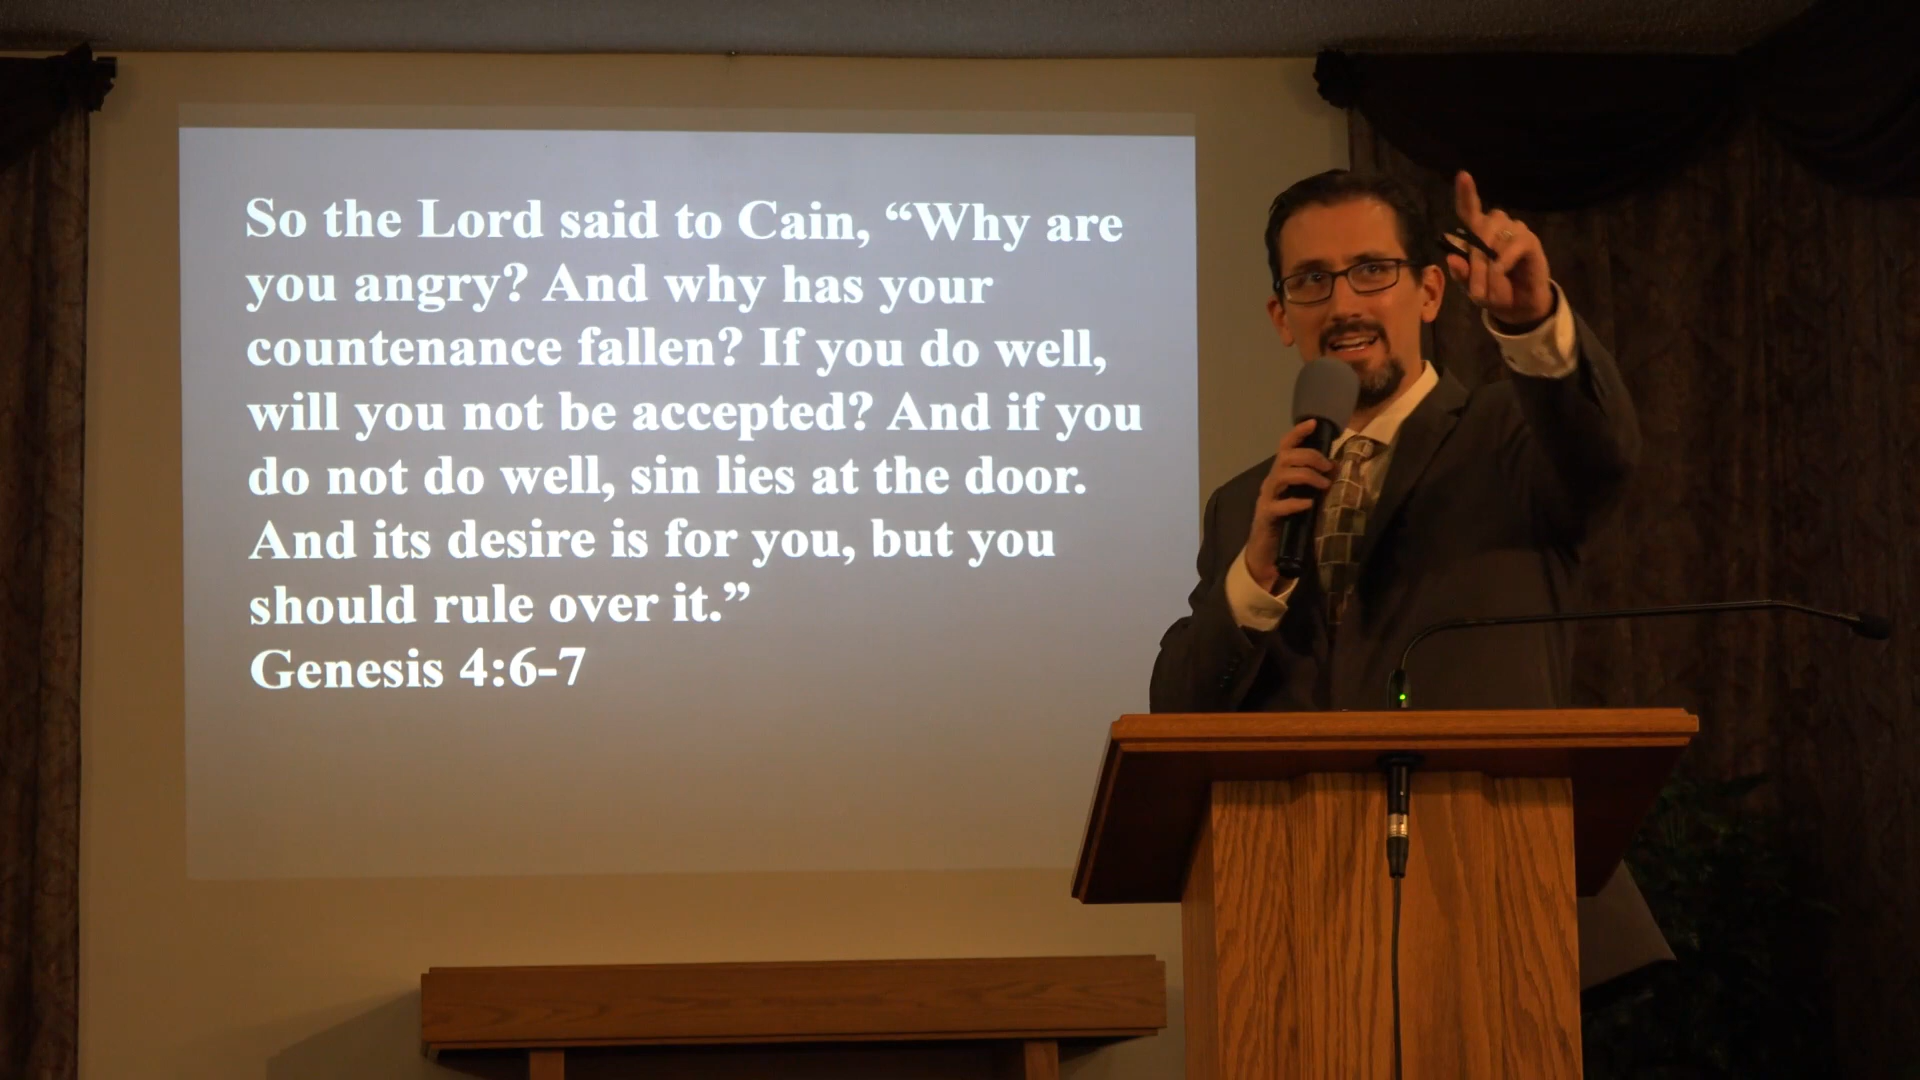 So the Lord said to Cain, “Why are
you angry? And why has your
countenance fallen? If you do well,
will you not be accepted? And if you
do not do well, sin lies at the door.
And its desire is for you, but you
should rule over it.”
Genesis 4:6-7